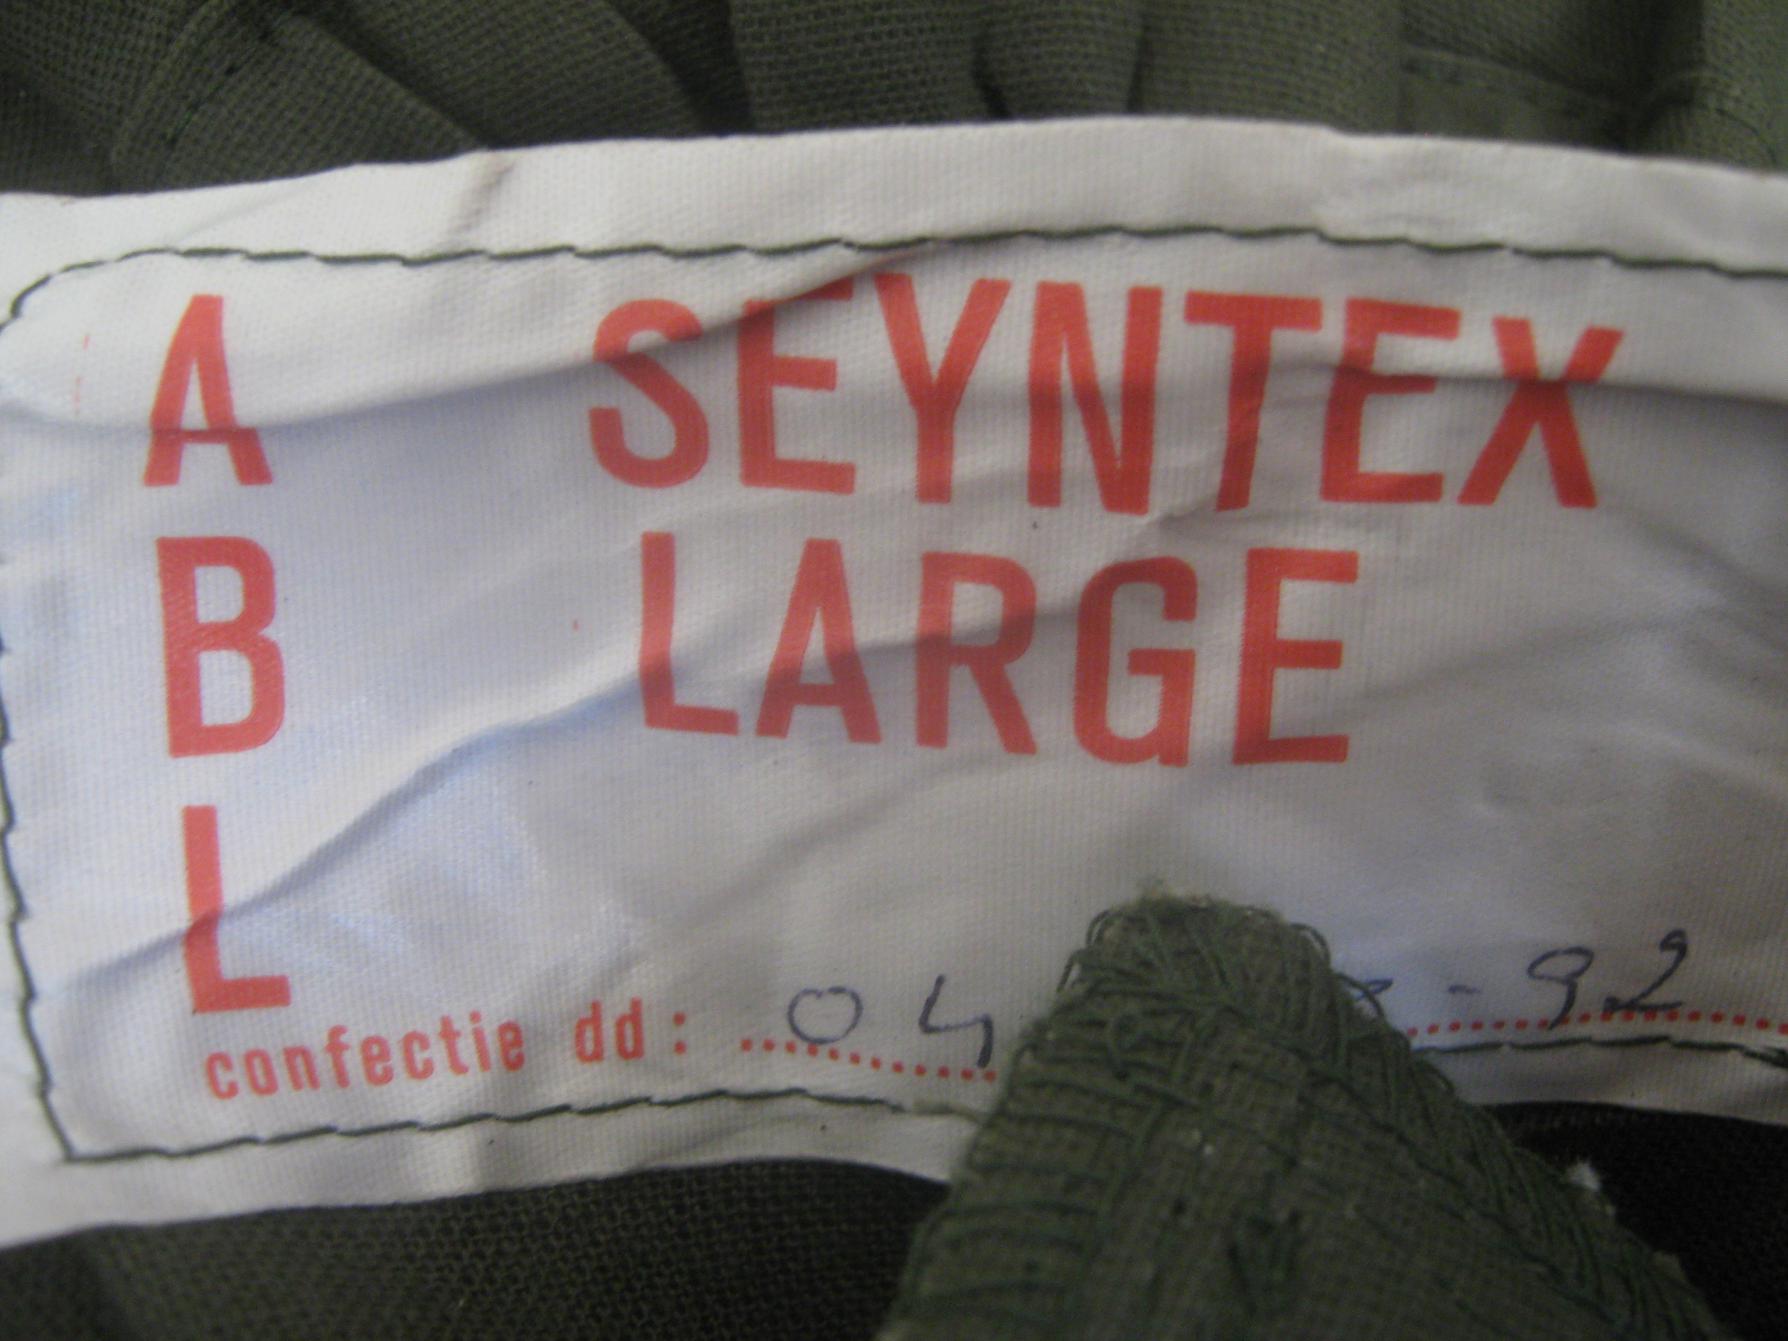 A SEYNTEX
B LARGE
L
confectie dd: 04 - 92